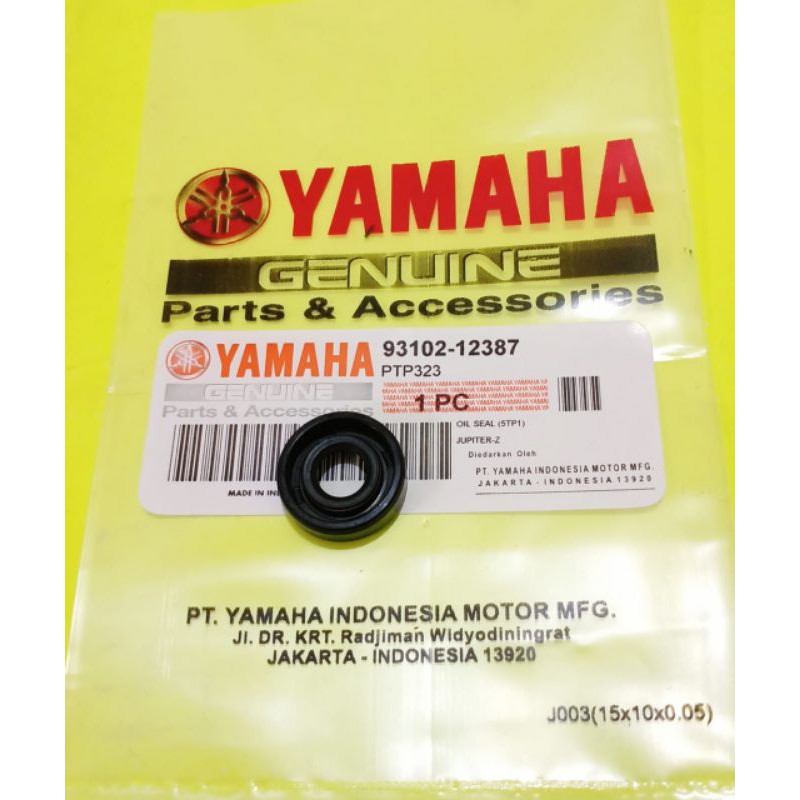 YAMAHA
GENUINE
Parts & Accessories
YAMAHA 93102-12387
GENUINE PTP323
Parts & Accessories 1 PC
OIL SEAL (5TP1)
JUPITER-Z
Diedarkan Oleh
PT. YAMAHA INDONESIA MOTOR MFG.
JAKARTA - INDONESIA 13920
MADE IN
PT. YAMAHA INDONESIA MOTOR MFG.
Jl. DR. KRT. Radjiman Widyodiningrat
JAKARTA - INDONESIA 13920
J003(15x10x0.05)